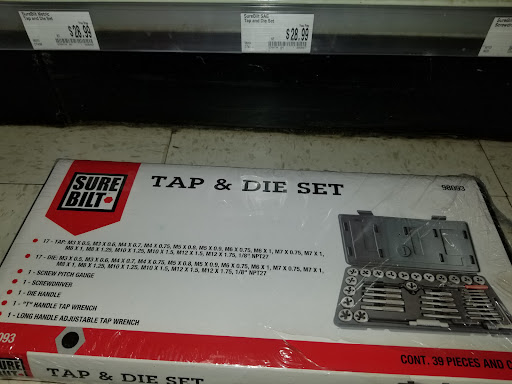 SureBilt Metric
Tap and Die Set
$28.99
SureBilt SAE
Tap and Die Set
$28.99
SureBilt
SURE
BILT
TAP & DIE SET
98093
• 17 - TAP: M3 X 0.5, M3 X 0.6, M4 X 0.7, M4 X 0.75, M5 X 0.8, M5 X 0.9, M6 X 0.75, M6 X 1, M7 X 0.75, M7 X 1,
M8 X 1, M8 X 1.25, M10 X 1.25, M10 X 1.5, M12 X 1.5, M12 X 1.75, 1/8" NPT27
• 17 - DIE: M3 X 0.5, M3 X 0.6, M4 X 0.7, M4 X 0.75, M5 X 0.8, M5 X 0.9, M6 X 0.75, M6 X 1, M7 X 0.75, M7 X 1,
M8 X 1, M8 X 1.25, M10 X 1.25, M10 X 1.5, M12 X 1.5, M12 X 1.75, 1/8" NPT27
• 1 - SCREW PITCH GAUGE
• 1 - SCREWDRIVER
• 1 - DIE HANDLE
• 1 - "T" HANDLE TAP WRENCH
• 1 - LONG HANDLE ADJUSTABLE TAP WRENCH
093
CONT. 39 PIECES AND
SURE
BILT
TAP & DIE SET